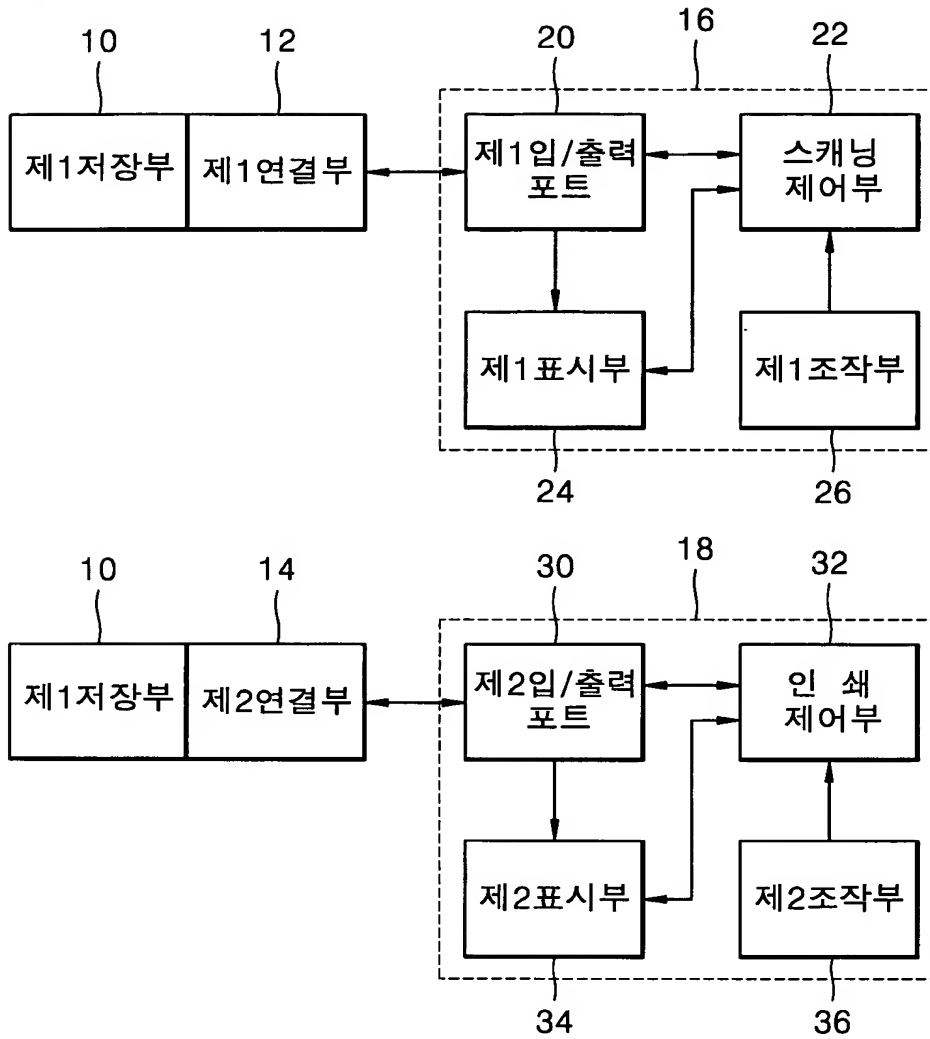 10
12
20
16
22
제1저장부
제1연결부
제1입/출력
포트
스캐닝
제어부
제1표시부
제1조작부
24
26
10
14
30
18
32
제1저장부
제2연결부
제2입/출력
포트
인 쇄
제어부
제2표시부
제2조작부
34
36